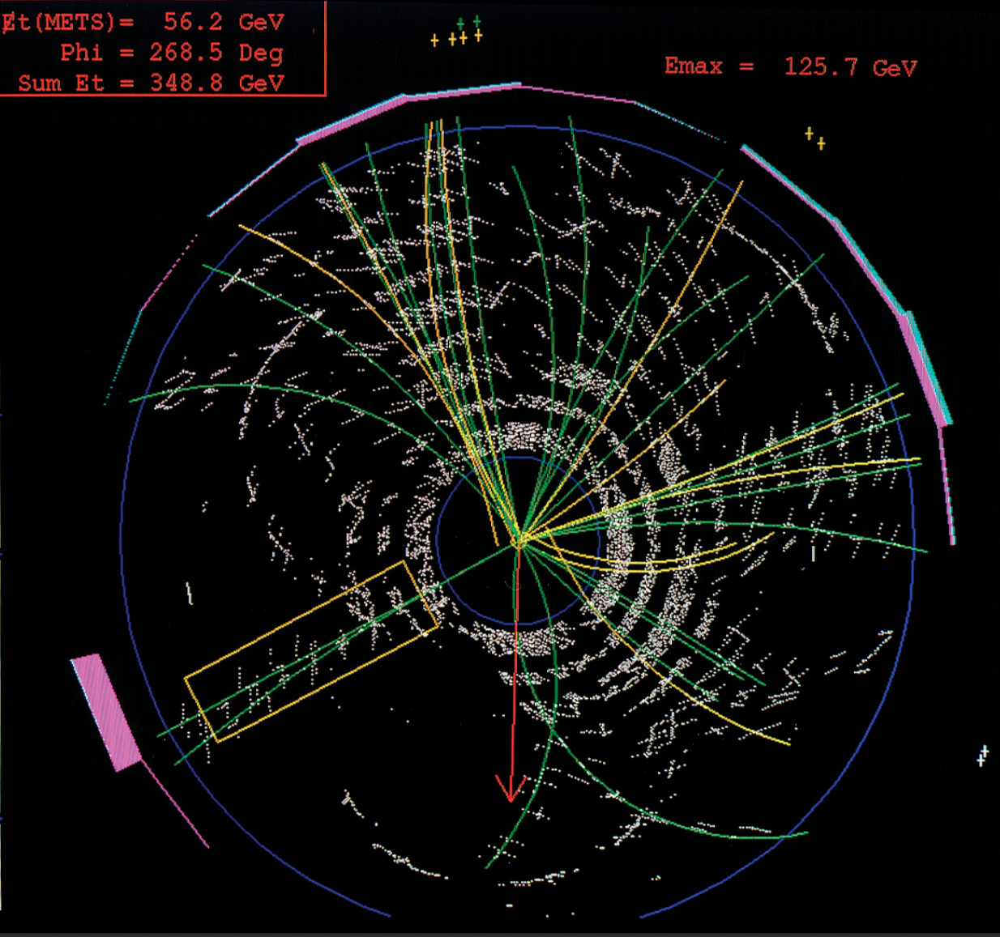 Et(METS)= 56.2 GeV
Phi = 268.5 Deg
Sum Et = 348.8 GeV
Emax = 125.7 GeV